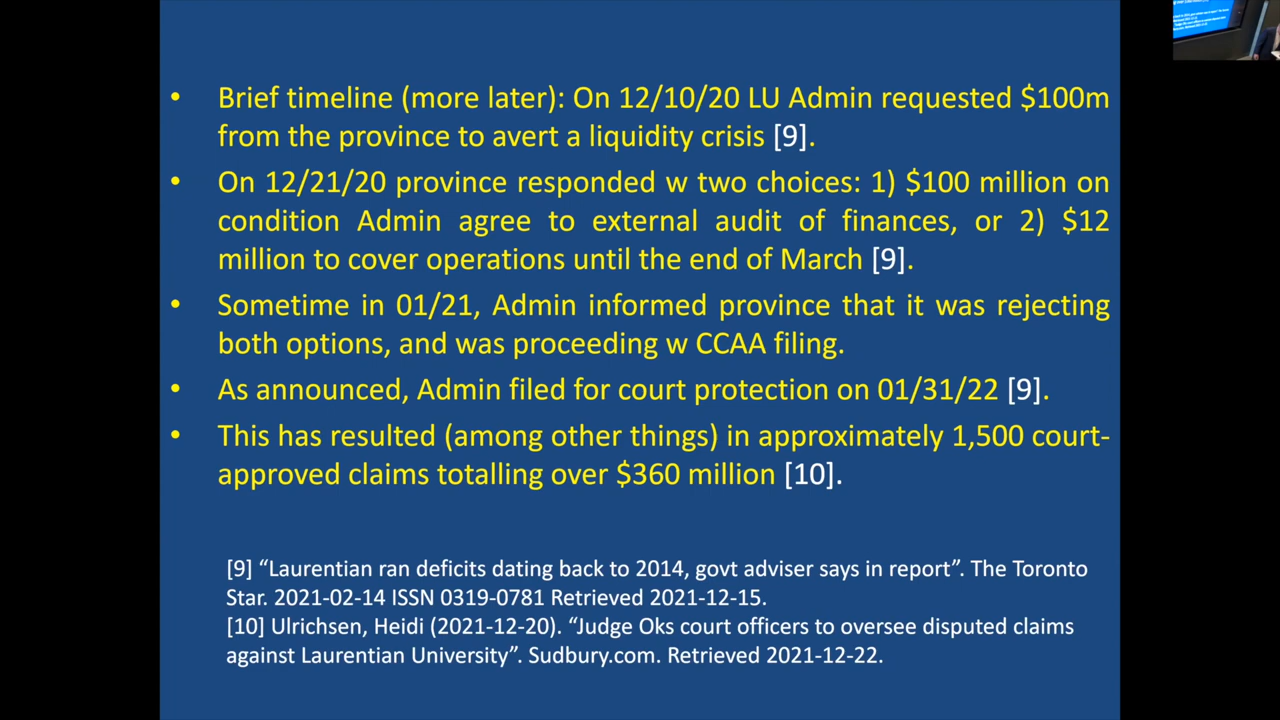 • Brief timeline (more later): On 12/10/20 LU Admin requested $100m
from the province to avert a liquidity crisis [9].
• On 12/21/20 province responded w two choices: 1) $100 million on
condition Admin agree to external audit of finances, or 2) $12
million to cover operations until the end of March [9].
• Sometime in 01/21, Admin informed province that it was rejecting
both options, and was proceeding w CCAA filing.
• As announced, Admin filed for court protection on 01/31/22 [9].
• This has resulted (among other things) in approximately 1,500 court-
approved claims totalling over $360 million [10].
[9] “Laurentian ran deficits dating back to 2014, govt adviser says in report”. The Toronto
Star. 2021-02-14 ISSN 0319-0781 Retrieved 2021-12-15.
[10] Ulrichsen, Heidi (2021-12-20). “Judge Oks court officers to oversee disputed claims
against Laurentian University”. Sudbury.com. Retrieved 2021-12-22.